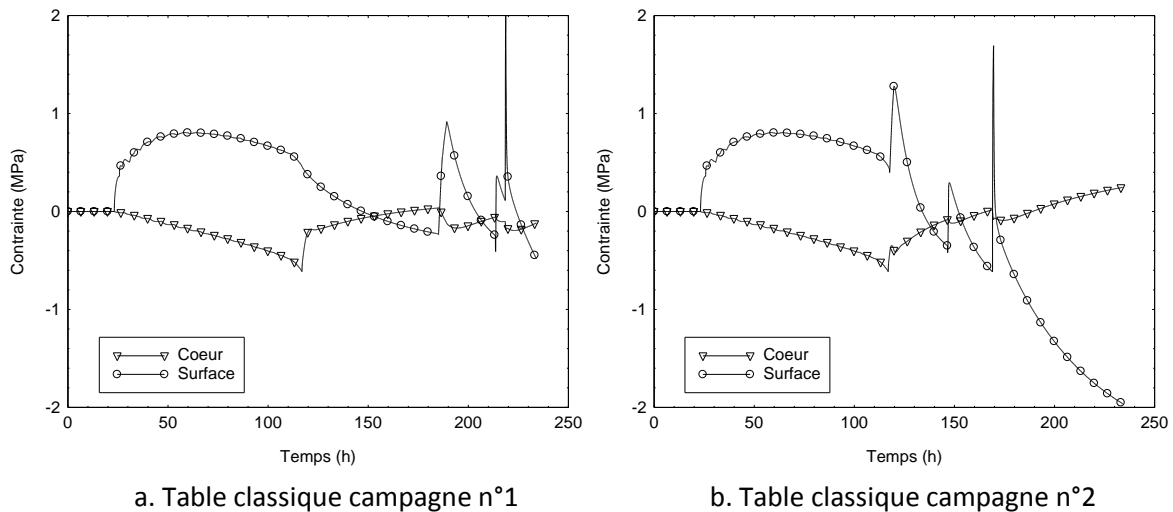 2
1
0
-1
-2
Contrainte (MPa)
Coeur
Surface
0 50 100 150 200 250
Temps (h)
a. Table classique campagne n°1
2
1
0
-1
-2
Contrainte (MPa)
Coeur
Surface
0 50 100 150 200 250
Temps (h)
b. Table classique campagne n°2